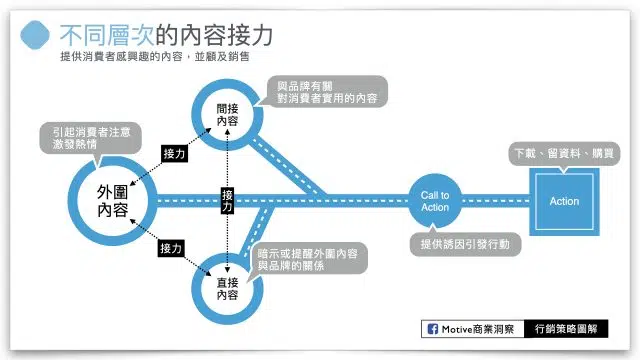 不同層次的內容接力
提供消費者感興趣的內容，並顧及銷售
與品牌有關
對消費者實用的內容
間接
內容
引起消費者注意
激發熱情
接力
下載、留資料、購買
外圍
內容
接
力
Call to
Action
Action
接力
提供誘因引發行動
暗示或提醒外圍內容
與品牌的關係
直接
內容
f Motive商業洞察 行銷策略圖解